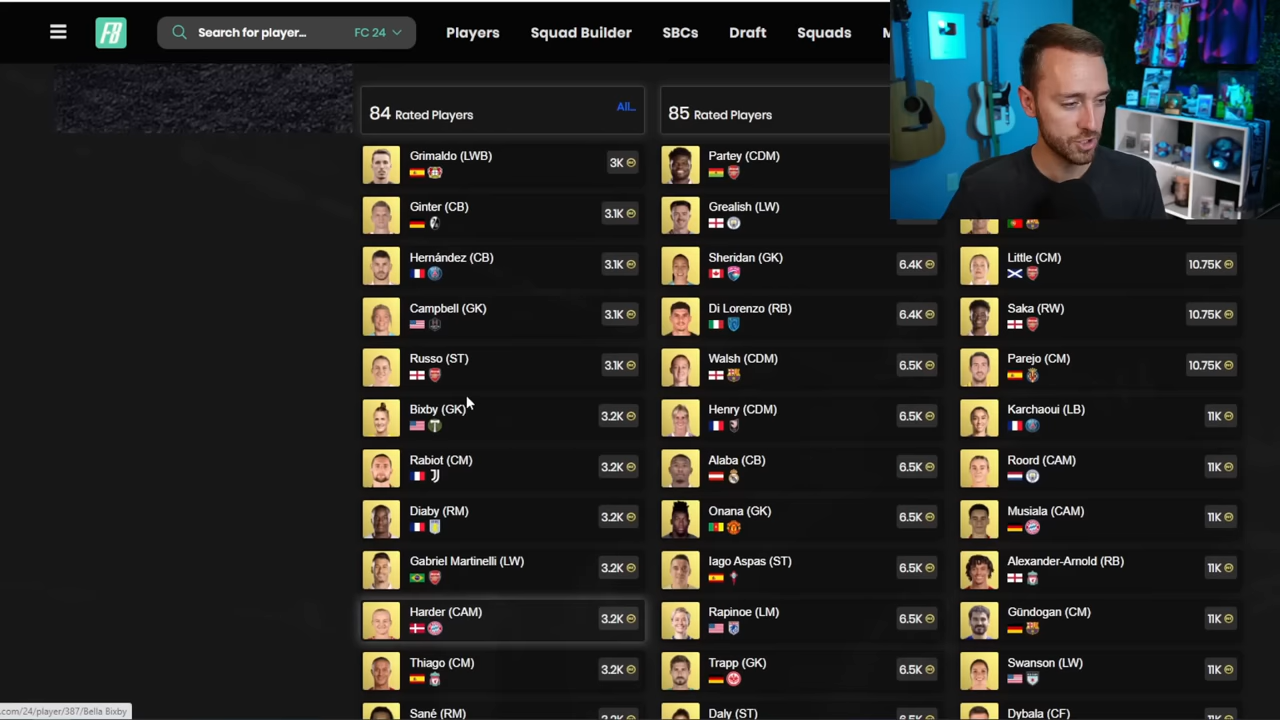 FB Search for player... FC 24 Players Squad Builder SBCs Draft Squads M
84 Rated Players All...
Grimaldo (LWB) 3K
Ginter (CB) 3.1K
Hernández (CB) 3.1K
Campbell (GK) 3.1K
Russo (ST) 3.1K
Bixby (GK) 3.2K
Rabiot (CM) 3.2K
Diaby (RM) 3.2K
Gabriel Martinelli (LW) 3.2K
Harder (CAM) 3.2K
Thiago (CM) 3.2K
Sané (RM) 3.2K
85 Rated Players
Partey (CDM)
Grealish (LW)
Sheridan (GK) 6.4K
Di Lorenzo (RB) 6.4K
Walsh (CDM) 6.5K
Henry (CDM) 6.5K
Alaba (CB) 6.5K
Onana (GK) 6.5K
Iago Aspas (ST) 6.5K
Rapinoe (LM) 6.5K
Trapp (GK) 6.5K
Daly (ST) 6.5K
Little (CM) 10.75K
Saka (RW) 10.75K
Parejo (CM) 10.75K
Karchaoui (LB) 11K
Roord (CAM) 11K
Musiala (CAM) 11K
Alexander-Arnold (RB) 11K
Gündogan (CM) 11K
Swanson (LW) 11K
Dybala (CF) 11K
.com/24/player/387/Bella Bixby